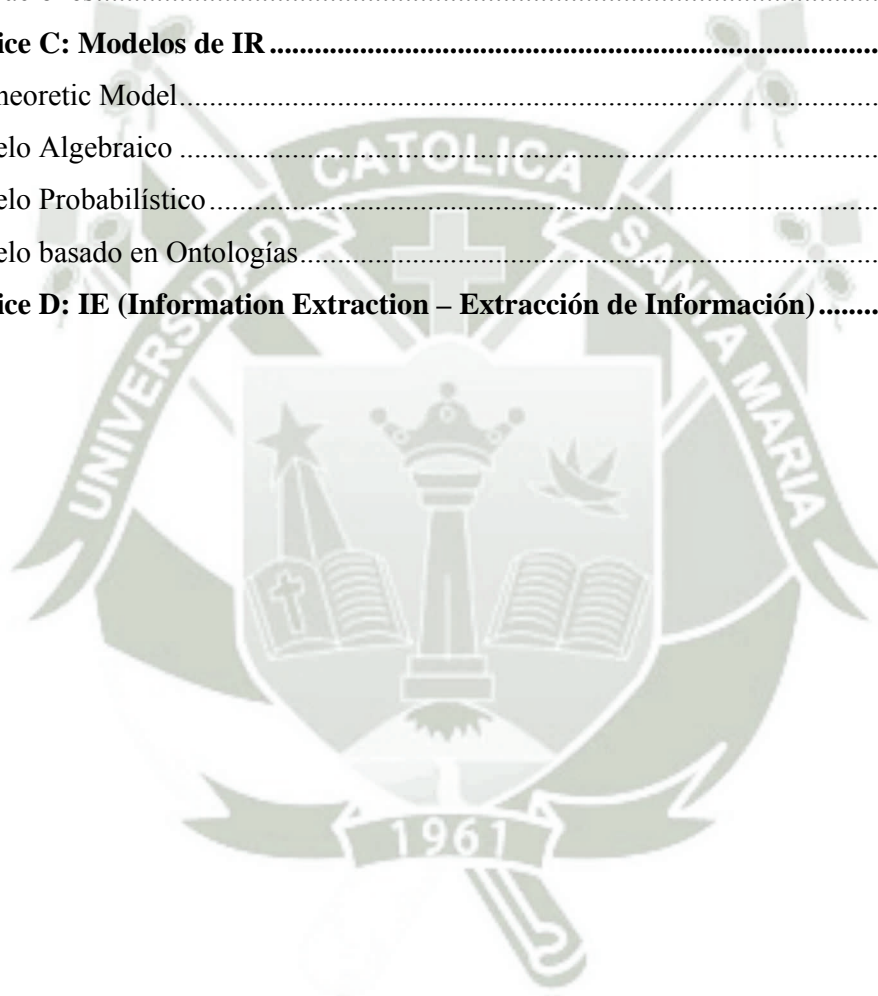 ice C: Modelos de IR
heoretic Model
elo Algebraico
elo Probabilístico
elo basado en Ontologías
ice D: IE (Information Extraction – Extracción de Información)
UNIVERSIDAD CATOLICA SANTA MARIA
1961